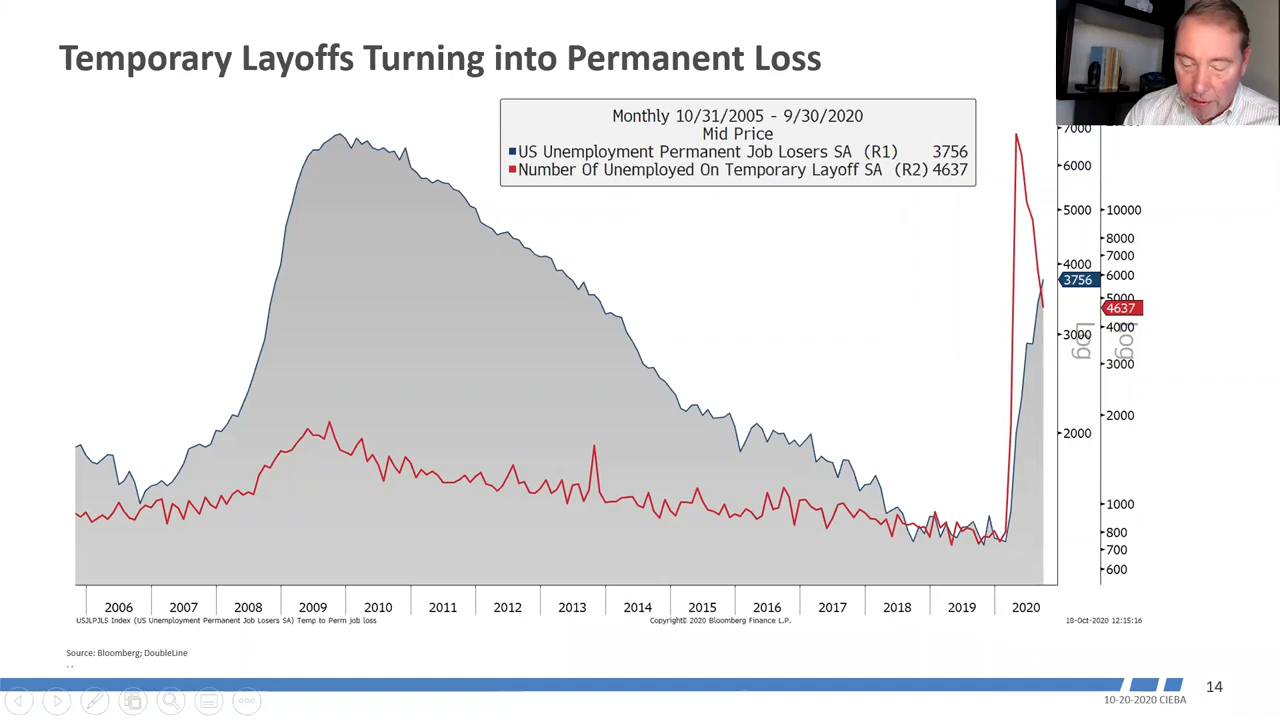 Temporary Layoffs Turning into Permanent Loss
Monthly 10/31/2005 - 9/30/2020
Mid Price
US Unemployment Permanent Job Losers SA (R1) 3756
Number Of Unemployed On Temporary Layoff SA (R2) 4637
7000
6000
5000
4000
3000
2000
3756
Log
10000
8000
7000
6000
5000
4000
3000
2000
1000
800
700
600
4637
Log
2006 2007 2008 2009 2010 2011 2012 2013 2014 2015 2016 2017 2018 2019 2020
USJLPJLS Index (US Unemployment Permanent Job Losers SA) Temp to Perm job loss
Copyright© 2020 Bloomberg Finance L.P.
18-Oct-2020 12:15:16
Source: Bloomberg; DoubleLine
14
10-20-2020 CIEBA